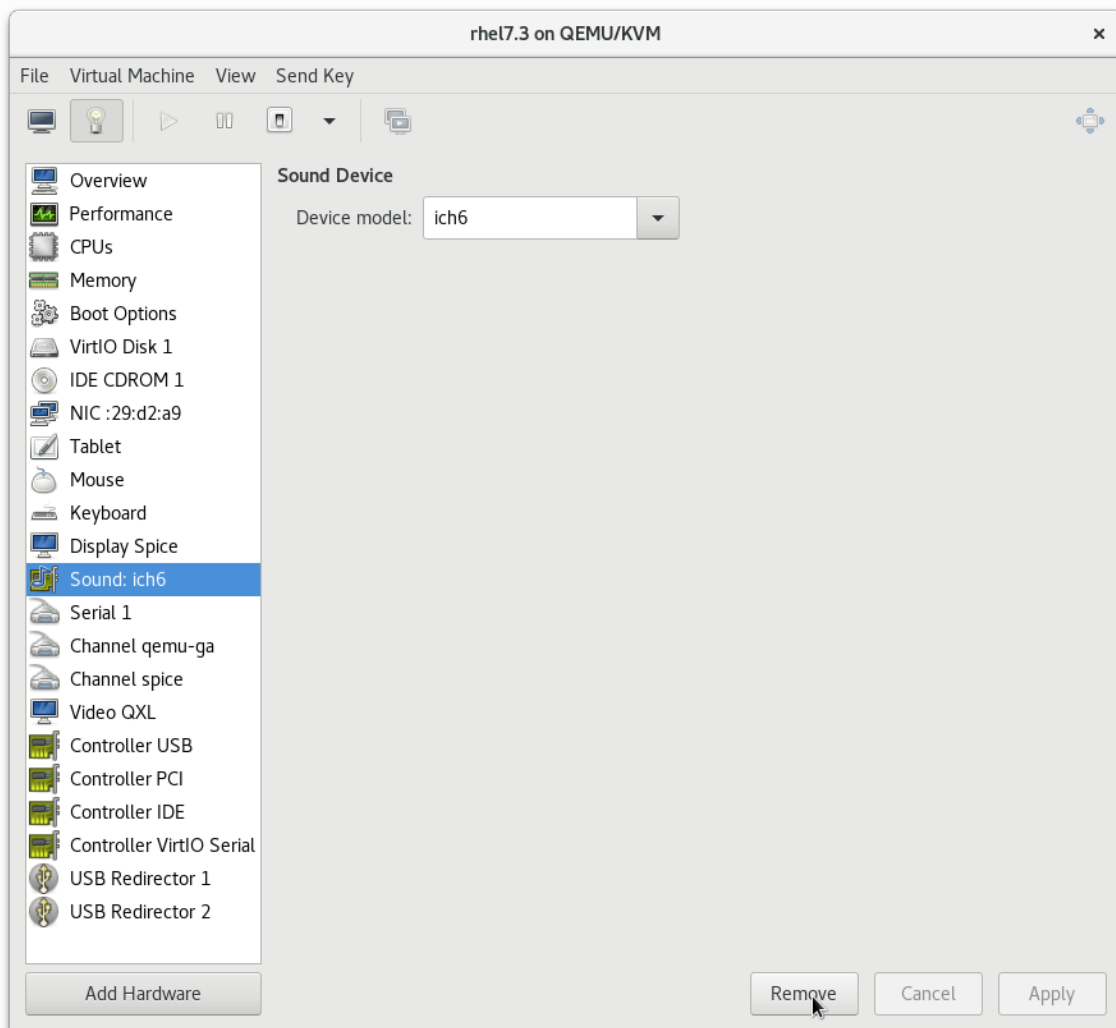 rhel7.3 on QEMU/KVM
File Virtual Machine View Send Key
Overview
Performance
CPUs
Memory
Boot Options
VirtIO Disk 1
IDE CDROM 1
NIC :29:d2:a9
Tablet
Mouse
Keyboard
Display Spice
Sound: ich6
Serial 1
Channel qemu-ga
Channel spice
Video QXL
Controller USB
Controller PCI
Controller IDE
Controller VirtIO Serial
USB Redirector 1
USB Redirector 2
Sound Device
Device model: ich6
Add Hardware
Remove Cancel Apply